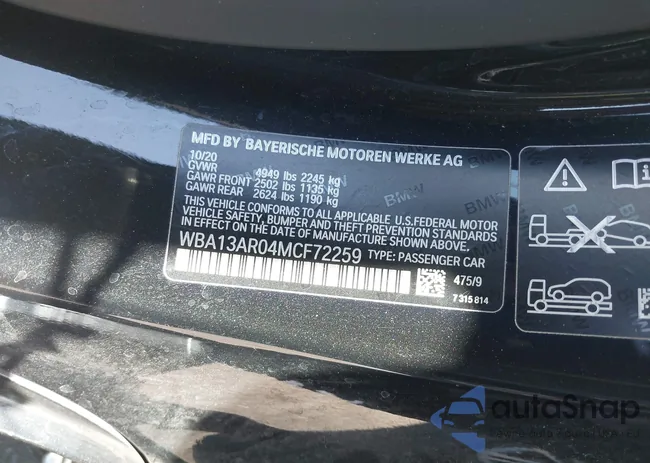 MFD BY BAYERISCHE MOTOREN WERKE AG
10/20
GVWR 4949 lbs 2245 kg
GAWR FRONT 2502 lbs 1135 kg
GAWR REAR 2624 lbs 1190 kg
THIS VEHICLE CONFORMS TO ALL APPLICABLE U.S.FEDERAL MOTOR
VEHICLE SAFETY, BUMPER, AND THEFT PREVENTION STANDARDS
IN EFFECT ON THE DATE OF MANUFACTURE SHOWN ABOVE.
WBA13AR04MCF72259 TYPE: PASSENGER CAR
475/9
7315814
BMW
autoSnap